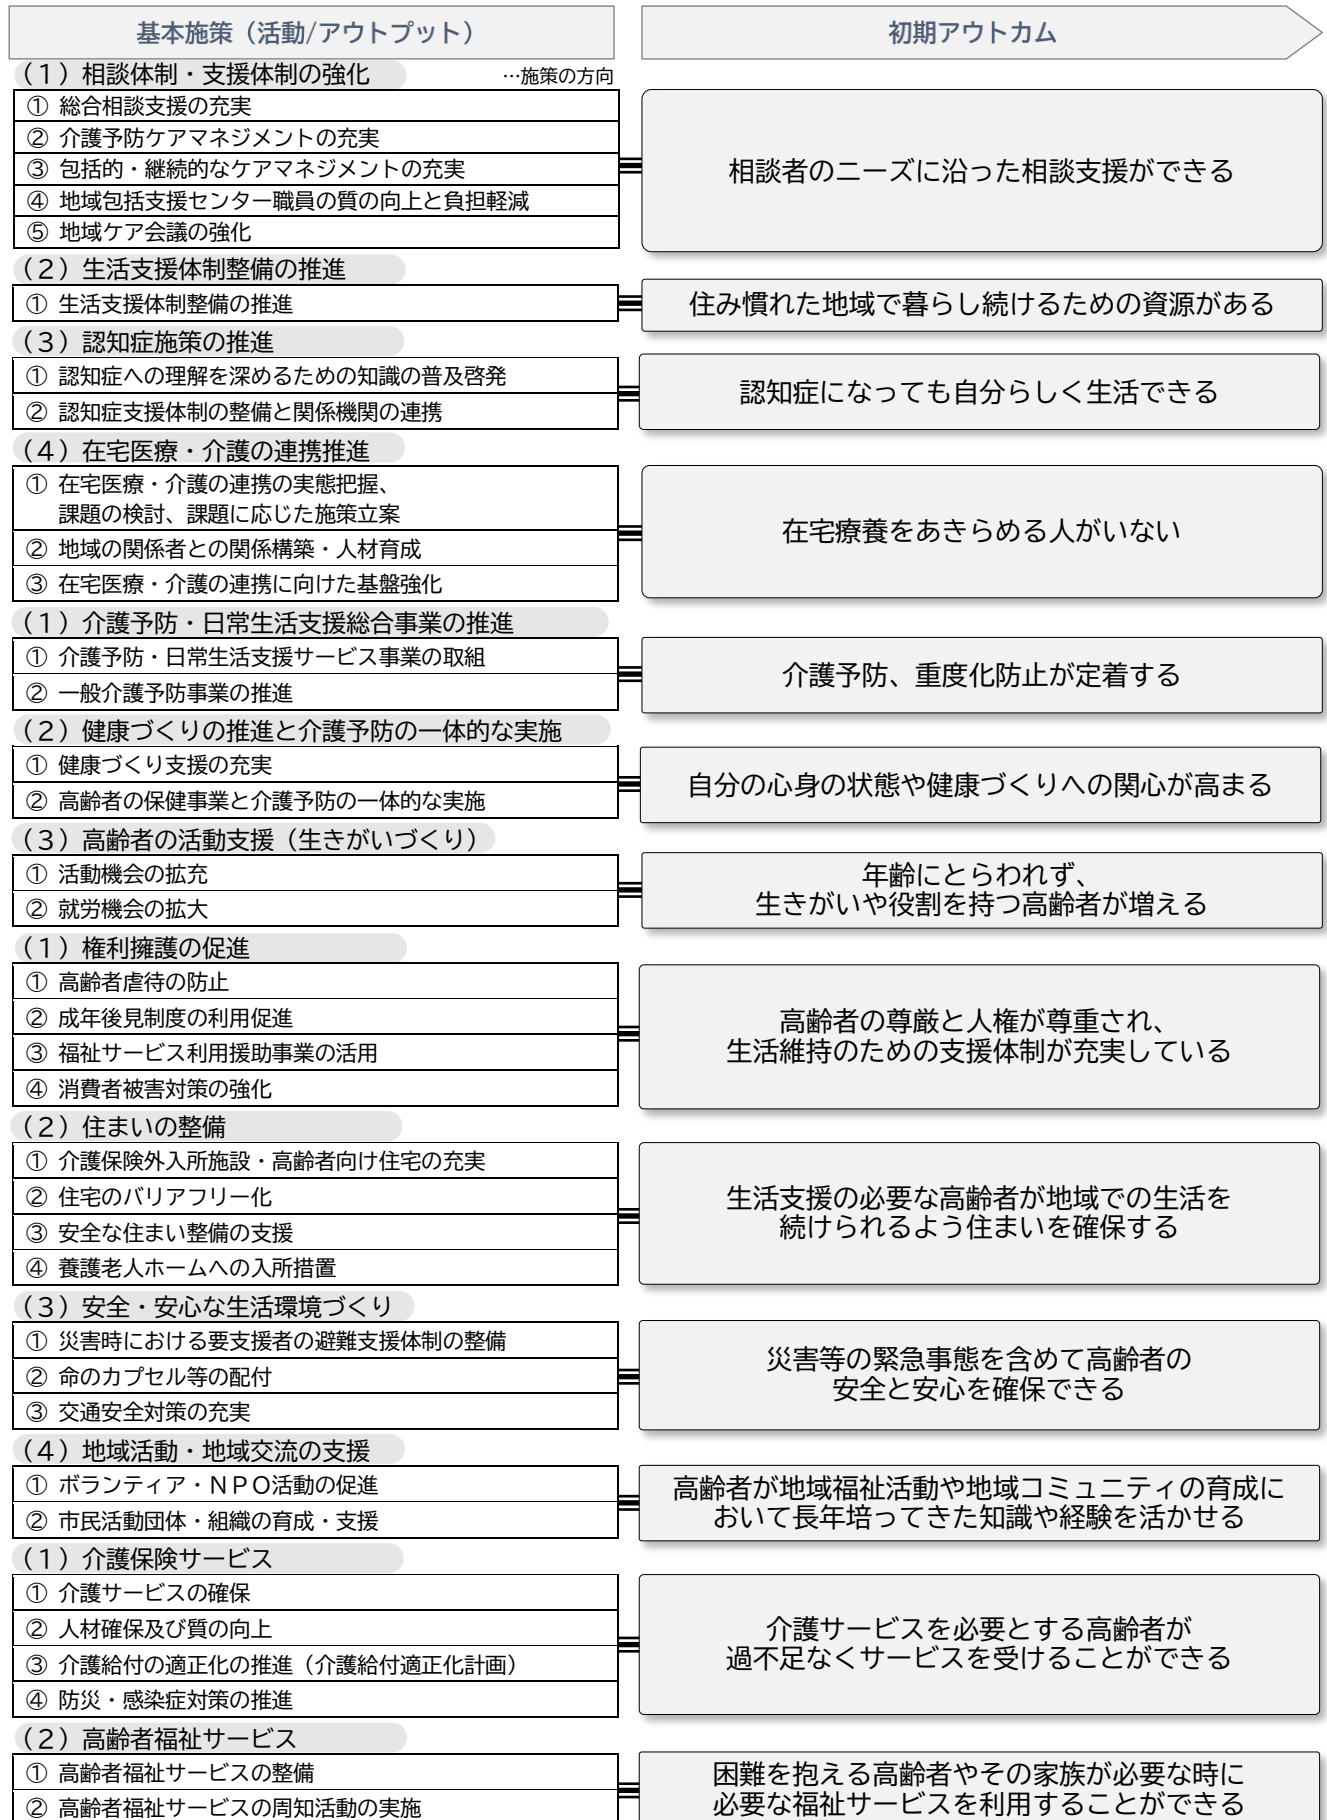 基本施策（活動/アウトプット）
初期アウトカム
（１）相談体制・支援体制の強化
…施策の方向
① 総合相談支援の充実
② 介護予防ケアマネジメントの充実
③ 包括的・継続的なケアマネジメントの充実
④ 地域包括支援センター職員の質の向上と負担軽減
⑤ 地域ケア会議の強化
相談者のニーズに沿った相談支援ができる
（２）生活支援体制整備の推進
① 生活支援体制整備の推進
住み慣れた地域で暮らし続けるための資源がある
（３）認知症施策の推進
① 認知症への理解を深めるための知識の普及啓発
② 認知症支援体制の整備と関係機関の連携
認知症になっても自分らしく生活できる
（４）在宅医療・介護の連携推進
① 在宅医療・介護の連携の実態把握、
課題の検討、課題に応じた施策立案
② 地域の関係者との関係構築・人材育成
③ 在宅医療・介護の連携に向けた基盤強化
在宅療養をあきらめる人がいない
（１）介護予防・日常生活支援総合事業の推進
① 介護予防・日常生活支援サービス事業の取組
② 一般介護予防事業の推進
介護予防、重度化防止が定着する
（２）健康づくりの推進と介護予防の一体的な実施
① 健康づくり支援の充実
② 高齢者の保健事業と介護予防の一体的な実施
自分の心身の状態や健康づくりへの関心が高まる
（３）高齢者の活動支援（生きがいづくり）
① 活動機会の拡充
② 就労機会の拡大
年齢にとらわれず、
生きがいや役割を持つ高齢者が増える
（１）権利擁護の促進
① 高齢者虐待の防止
② 成年後見制度の利用促進
③ 福祉サービス利用援助事業の活用
④ 消費者被害対策の強化
高齢者の尊厳と人権が尊重され、
生活維持のための支援体制が充実している
（２）住まいの整備
① 介護保険外入所施設・高齢者向け住宅の充実
② 住宅のバリアフリー化
③ 安全な住まい整備の支援
④ 養護老人ホームへの入所措置
生活支援の必要な高齢者が地域での生活を
続けられるよう住まいを確保する
（３）安全・安心な生活環境づくり
① 災害時における要支援者の避難支援体制の整備
② 命のカプセル等の配付
③ 交通安全対策の充実
災害等の緊急事態を含めて高齢者の
安全と安心を確保できる
（４）地域活動・地域交流の支援
① ボランティア・ＮＰＯ活動の促進
② 市民活動団体・組織の育成・支援
高齢者が地域福祉活動や地域コミュニティの育成に
おいて長年培ってきた知識や経験を活かせる
（１）介護保険サービス
① 介護サービスの確保
② 人材確保及び質の向上
③ 介護給付の適正化の推進（介護給付適正化計画）
④ 防災・感染症対策の推進
介護サービスを必要とする高齢者が
過不足なくサービスを受けることができる
（２）高齢者福祉サービス
① 高齢者福祉サービスの整備
② 高齢者福祉サービスの周知活動の実施
困難を抱える高齢者やその家族が必要な時に
必要な福祉サービスを利用することができる